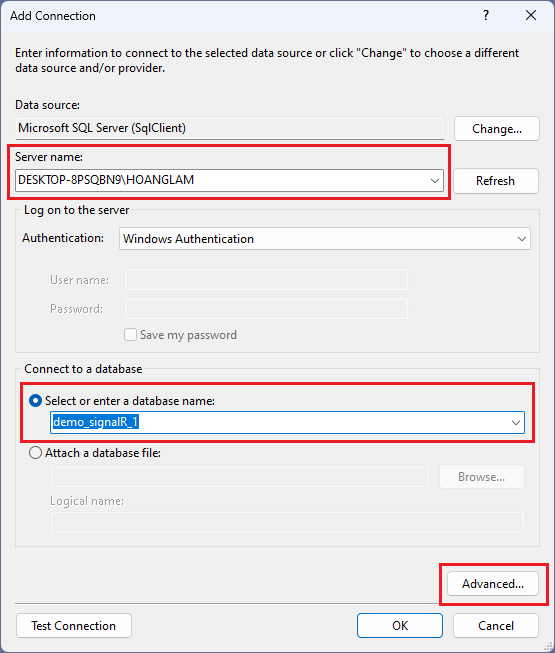 Add Connection
?
Enter information to connect to the selected data source or click "Change" to choose a different
data source and/or provider.
Data source:
Microsoft SQL Server (SqlClient)
Change...
Server name:
DESKTOP-8PSQBN9\HOANGLAM
Refresh
Log on to the server
Authentication: Windows Authentication
User name:
Password:
Save my password
Connect to a database
Select or enter a database name:
demo_signalR_1
Attach a database file:
Browse...
Logical name:
Advanced...
Test Connection OK Cancel